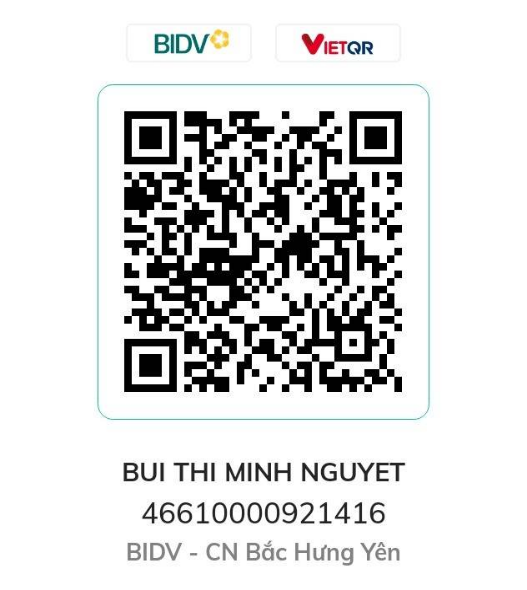 BIDV VIETQR
BUI THI MINH NGUYET
46610000921416
BIDV - CN Bắc Hưng Yên